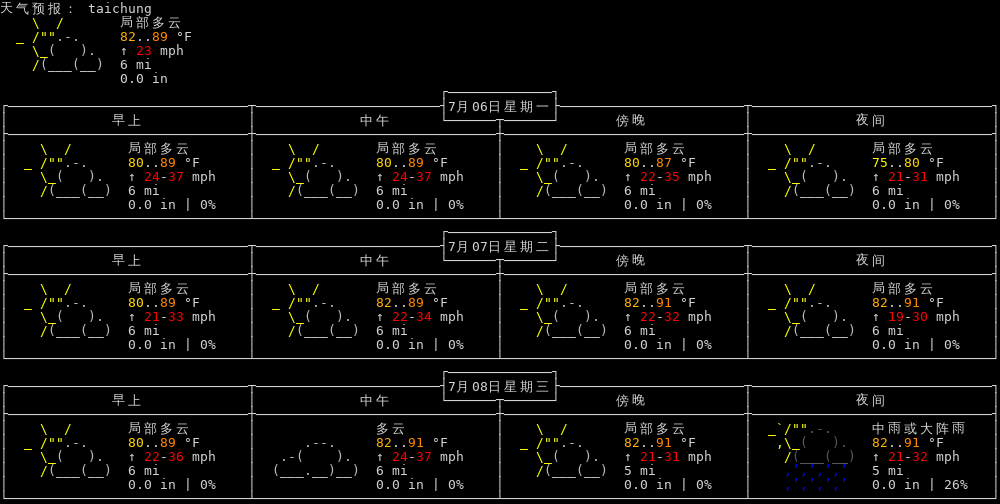 天气预报： taichung
局部多云
82..89 °F
↑ 23 mph
6 mi
0.0 in
7月06日星期一
早上 中午 傍晚 夜间
局部多云 局部多云 局部多云 局部多云
80..89 °F 80..89 °F 80..87 °F 75..80 °F
↑ 24-37 mph ↑ 24-37 mph ↑ 22-35 mph ↑ 21-31 mph
6 mi 6 mi 6 mi 6 mi
0.0 in | 0% 0.0 in | 0% 0.0 in | 0% 0.0 in | 0%
7月07日星期二
早上 中午 傍晚 夜间
局部多云 局部多云 局部多云 局部多云
80..89 °F 82..89 °F 82..91 °F 82..91 °F
↑ 21-33 mph ↑ 22-34 mph ↑ 22-32 mph ↑ 19-30 mph
6 mi 6 mi 6 mi 6 mi
0.0 in | 0% 0.0 in | 0% 0.0 in | 0% 0.0 in | 0%
7月08日星期三
早上 中午 傍晚 夜间
局部多云 多云 局部多云 中雨或大阵雨
80..89 °F 82..91 °F 82..91 °F 82..91 °F
↑ 22-36 mph ↑ 24-37 mph ↑ 21-31 mph ↑ 21-32 mph
6 mi 6 mi 5 mi 5 mi
0.0 in | 0% 0.0 in | 0% 0.0 in | 0% 0.0 in | 26%